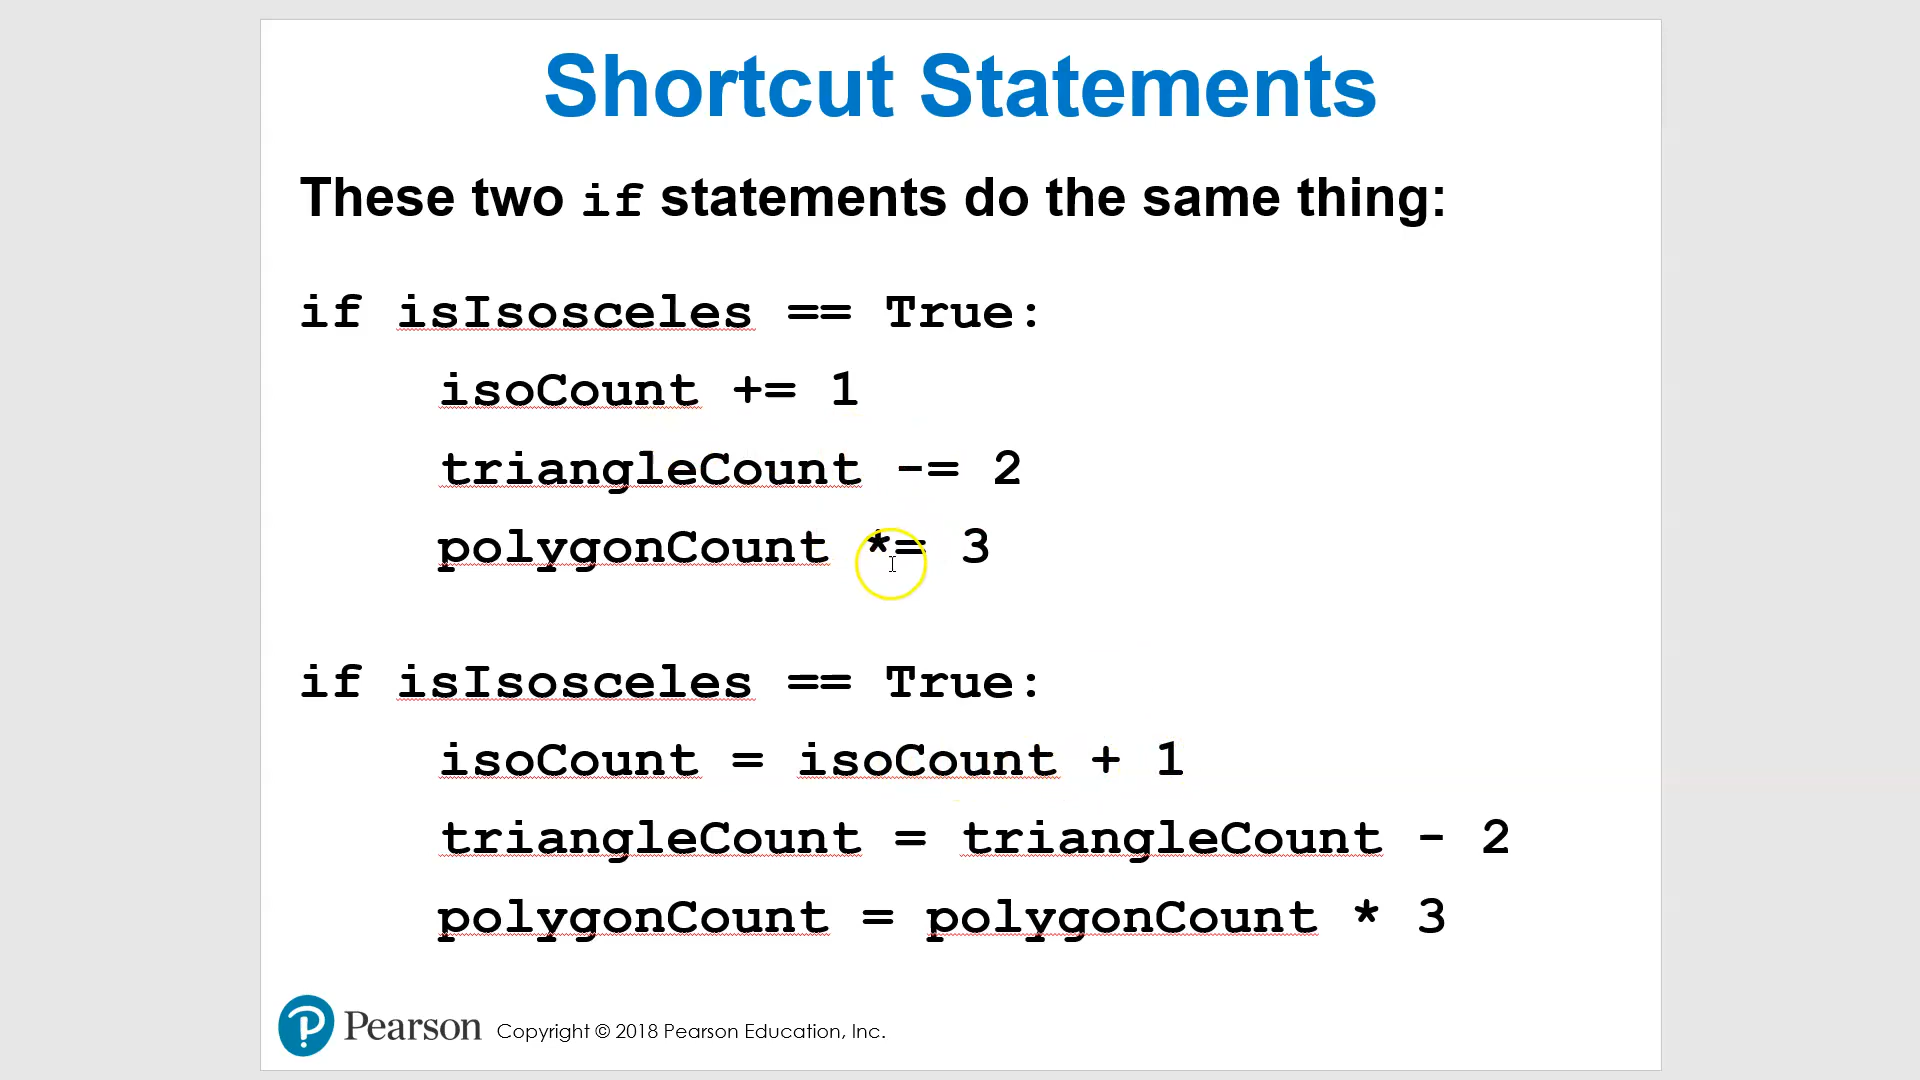 Shortcut Statements
These two if statements do the same thing:
if isIsosceles == True:
isoCount += 1
triangleCount -= 2
polygonCount *= 3
if isIsosceles == True:
isoCount = isoCount + 1
triangleCount = triangleCount - 2
polygonCount = polygonCount * 3
Pearson Copyright © 2018 Pearson Education, Inc.